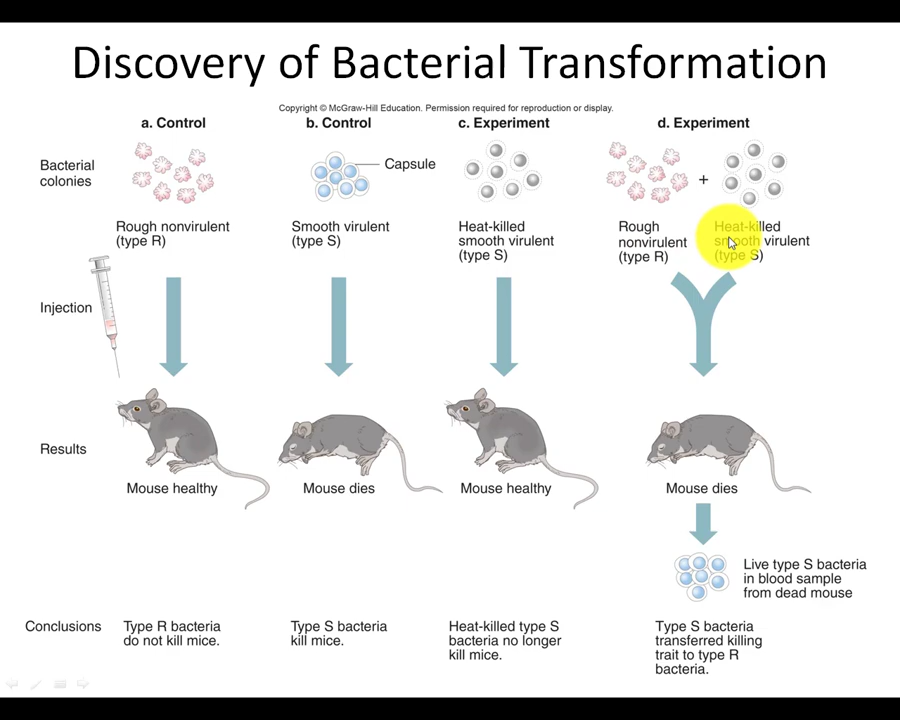 Discovery of Bacterial Transformation
Copyright © McGraw-Hill Education. Permission required for reproduction or display.
a. Control
b. Control
c. Experiment
d. Experiment
Bacterial
colonies
Capsule
+
Rough nonvirulent
(type R)
Smooth virulent
(type S)
Heat-killed
smooth virulent
(type S)
Rough
nonvirulent
(type R)
Heat-killed
smooth virulent
(type S)
Injection
Results
Mouse healthy
Mouse dies
Mouse healthy
Mouse dies
Live type S bacteria
in blood sample
from dead mouse
Conclusions
Type R bacteria
do not kill mice.
Type S bacteria
kill mice.
Heat-killed type S
bacteria no longer
kill mice.
Type S bacteria
transferred killing
trait to type R
bacteria.